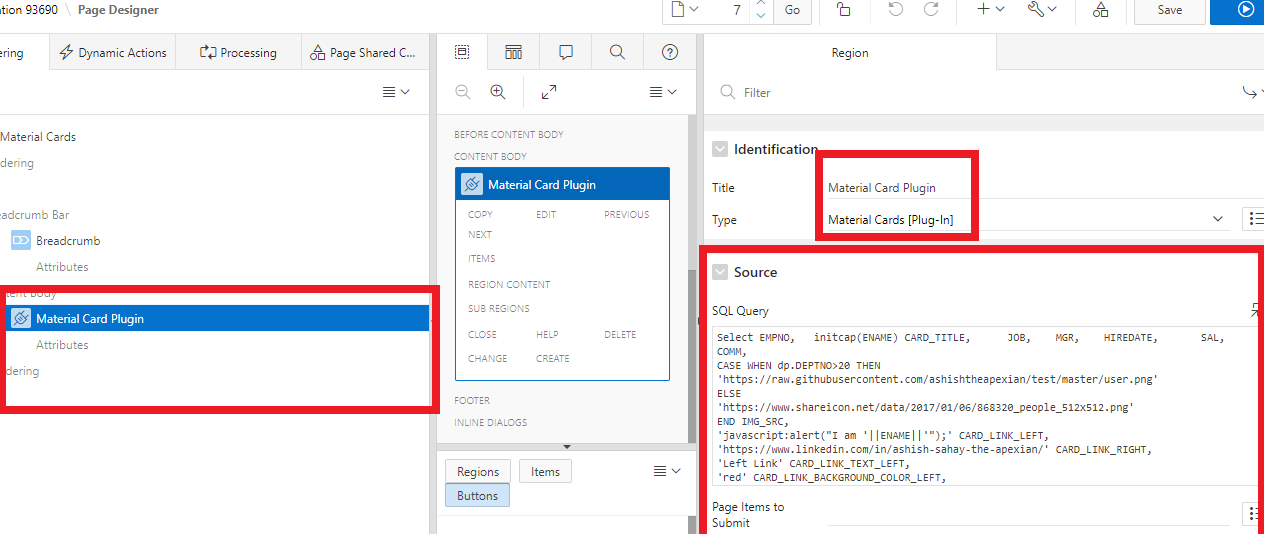 ation 93690 > Page Designer
7
Go
Save
ering
Dynamic Actions
Processing
Page Shared C...
Material Cards
dering
eadcrumb Bar
Breadcrumb
Attributes
ntent Body
Material Card Plugin
Attributes
dering
BEFORE CONTENT BODY
CONTENT BODY
Material Card Plugin
COPY EDIT PREVIOUS
NEXT
ITEMS
REGION CONTENT
SUB REGIONS
CLOSE HELP DELETE
CHANGE CREATE
FOOTER
INLINE DIALOGS
Regions
Items
Buttons
Region
Filter
Identification
Title
Material Card Plugin
Type
Material Cards [Plug-In]
Source
SQL Query
Select EMPNO, initcap(ENAME) CARD_TITLE, JOB, MGR, HIREDATE, SAL,
COMM,
CASE WHEN dp.DEPTNO>20 THEN
'https://raw.githubusercontent.com/ashishtheapexian/test/master/user.png'
ELSE
'https://www.shareicon.net/data/2017/01/06/868320_people_512x512.png'
END IMG_SRC,
'javascript:alert("I am '||ENAME||'");' CARD_LINK_LEFT,
'https://www.linkedin.com/in/ashish-sahay-the-apexian/' CARD_LINK_RIGHT,
'Left Link' CARD_LINK_TEXT_LEFT,
'red' CARD_LINK_BACKGROUND_COLOR_LEFT,
Page Items to
Submit